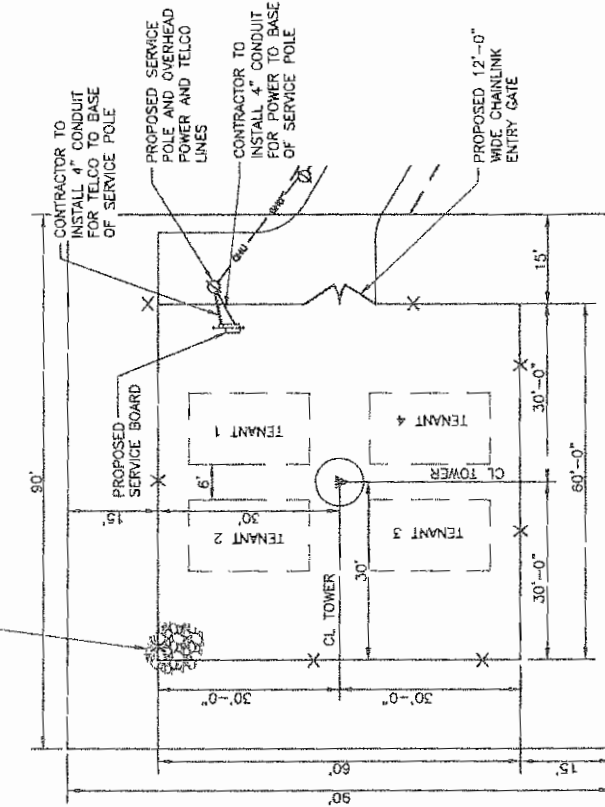 CONTRACTOR TO
INSTALL 4" CONDUIT
FOR TELCO TO BASE
OF SERVICE POLE
PROPOSED SERVICE
POLE AND OVERHEAD
POWER AND TELCO
LINES
CONTRACTOR TO
INSTALL 4" CONDUIT
FOR POWER TO BASE
OF SERVICE POLE
PROPOSED 12'-0"
WIDE CHAINLINK
ENTRY GATE
PROPOSED
SERVICE BOARD
OHU
90'
15'
6'
30'
TENANT 1
TENANT 2
TENANT 3
TENANT 4
CL TOWER
CL TOWER
30'
15'
30'-0"
30'-0"
60'-0"
30'-0"
30'-0"
60'
15'
90'